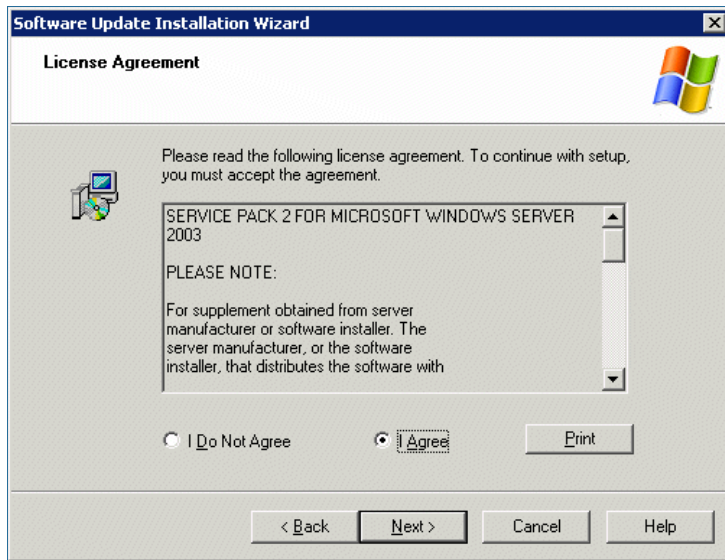 Software Update Installation Wizard
License Agreement
Please read the following license agreement. To continue with setup,
you must accept the agreement.
SERVICE PACK 2 FOR MICROSOFT WINDOWS SERVER
2003
PLEASE NOTE:
For supplement obtained from server
manufacturer or software installer. The
server manufacturer, or the software
installer, that distributes the software with
I Do Not Agree
I Agree
Print
< Back
Next >
Cancel
Help